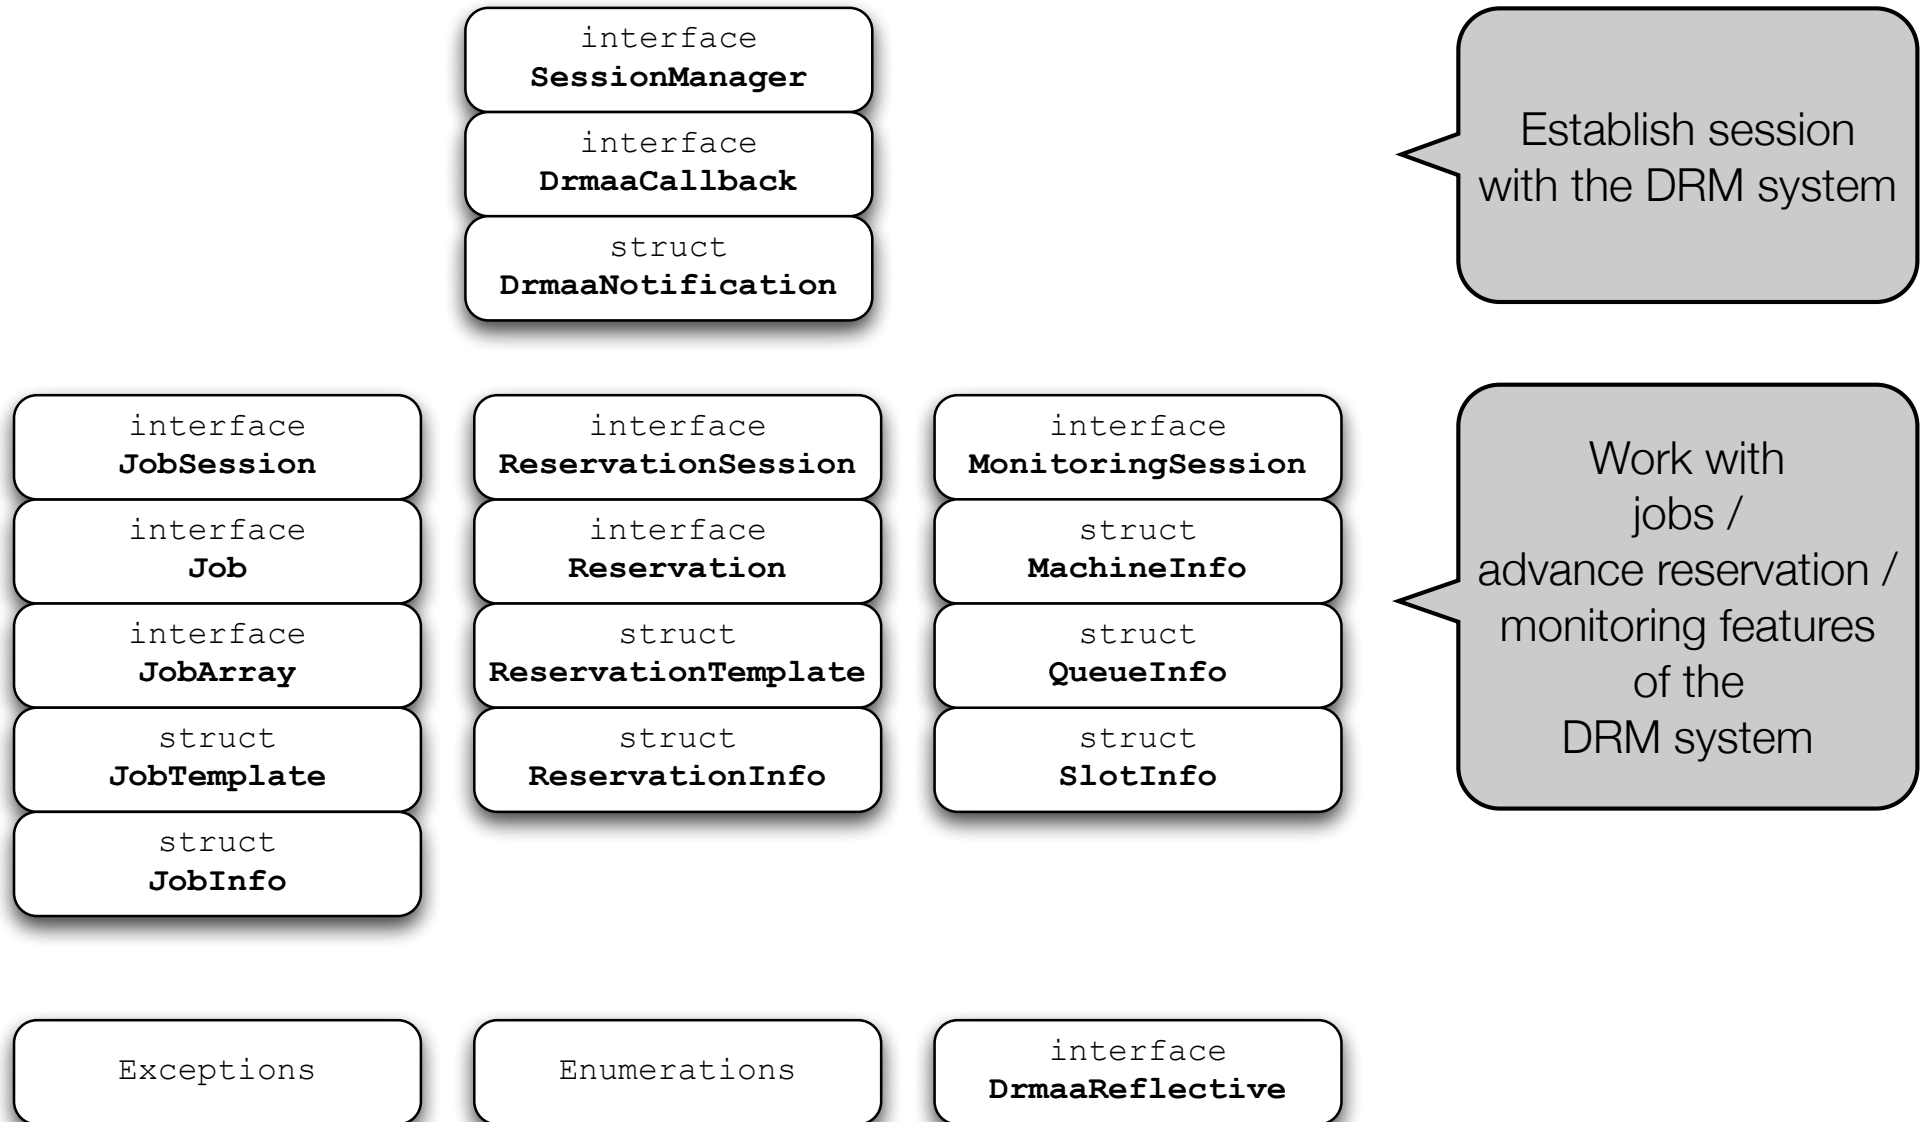 interface
SessionManager
interface
DrmaaCallback
struct
DrmaaNotification
Establish session
with the DRM system
interface
JobSession
interface
Job
interface
JobArray
struct
JobTemplate
struct
JobInfo
interface
ReservationSession
interface
Reservation
struct
ReservationTemplate
struct
ReservationInfo
interface
MonitoringSession
struct
MachineInfo
struct
QueueInfo
struct
SlotInfo
Work with
jobs /
advance reservation /
monitoring features
of the
DRM system
Exceptions
Enumerations
interface
DrmaaReflective